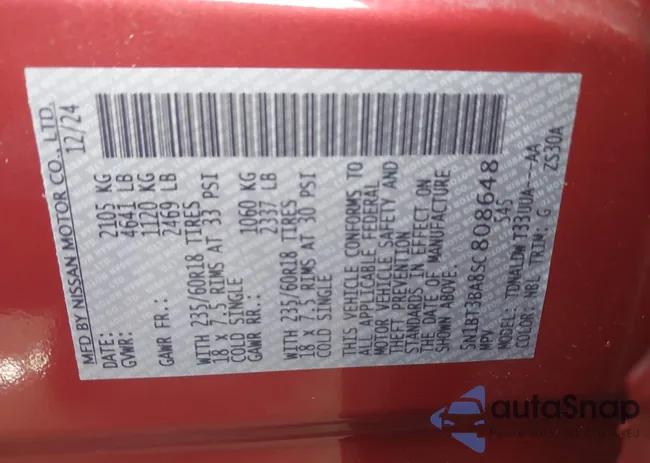 MFD BY NISSAN MOTOR CO., LTD.
DATE: 12/24
GVWR: 2105 KG
4641 LB
GAWR FR.: 1120 KG
2469 LB
WITH 235/60R18 TIRES
18 X 7.5 RIMS AT 33 PSI
COLD SINGLE
GAWR RR.: 1060 KG
2337 LB
WITH 235/60R18 TIRES
18 X 7.5 RIMS AT 30 PSI
COLD SINGLE
THIS VEHICLE CONFORMS TO
ALL APPLICABLE FEDERAL
MOTOR VEHICLE SAFETY AND
THEFT PREVENTION
STANDARDS IN EFFECT ON
THE DATE OF MANUFACTURE
SHOWN ABOVE.
5N1BT3BA8SC808648
MPV S45
MODEL: TDNALDW T33UUA---AA
COLOR: NBL TRIM: G ZS30A
autoSnap